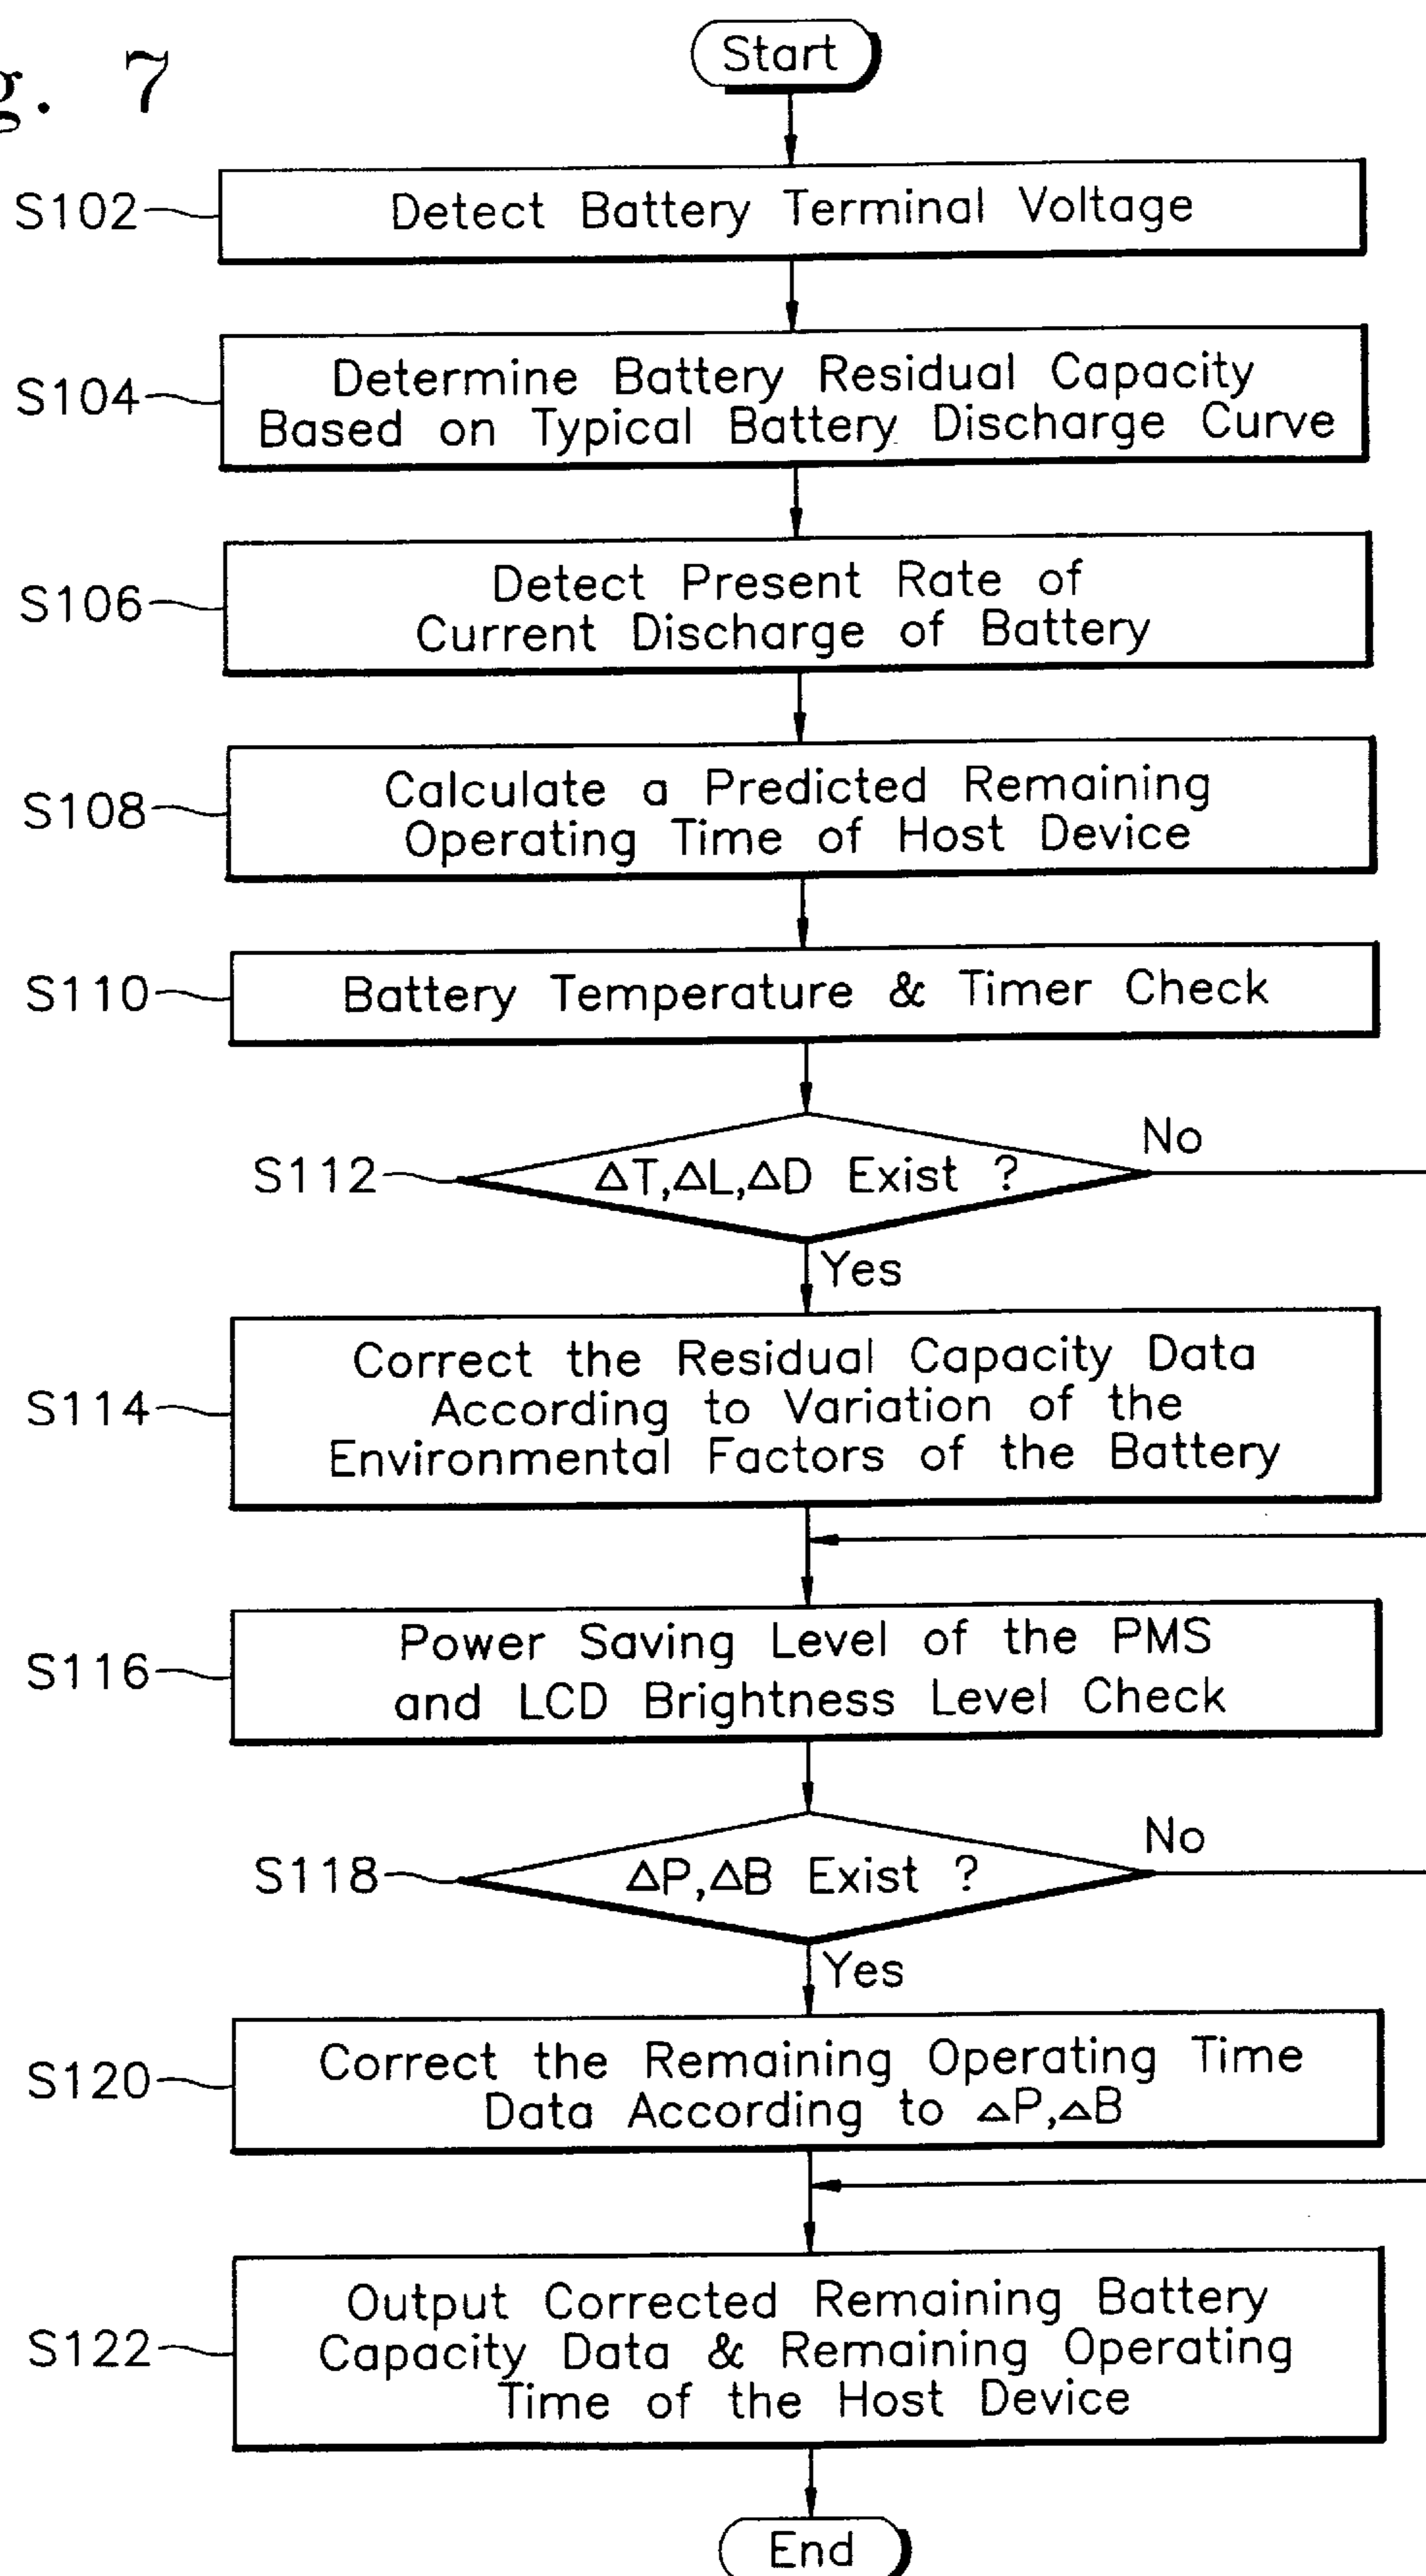 g. 7
Start
S102
Detect Battery Terminal Voltage
S104
Determine Battery Residual Capacity
Based on Typical Battery Discharge Curve
S106
Detect Present Rate of
Current Discharge of Battery
S108
Calculate a Predicted Remaining
Operating Time of Host Device
S110
Battery Temperature & Timer Check
S112
ΔT,ΔL,ΔD Exist ?
No
Yes
S114
Correct the Residual Capacity Data
According to Variation of the
Environmental Factors of the Battery
S116
Power Saving Level of the PMS
and LCD Brightness Level Check
S118
ΔP,ΔB Exist ?
No
Yes
S120
Correct the Remaining Operating Time
Data According to ΔP,ΔB
S122
Output Corrected Remaining Battery
Capacity Data & Remaining Operating
Time of the Host Device
End